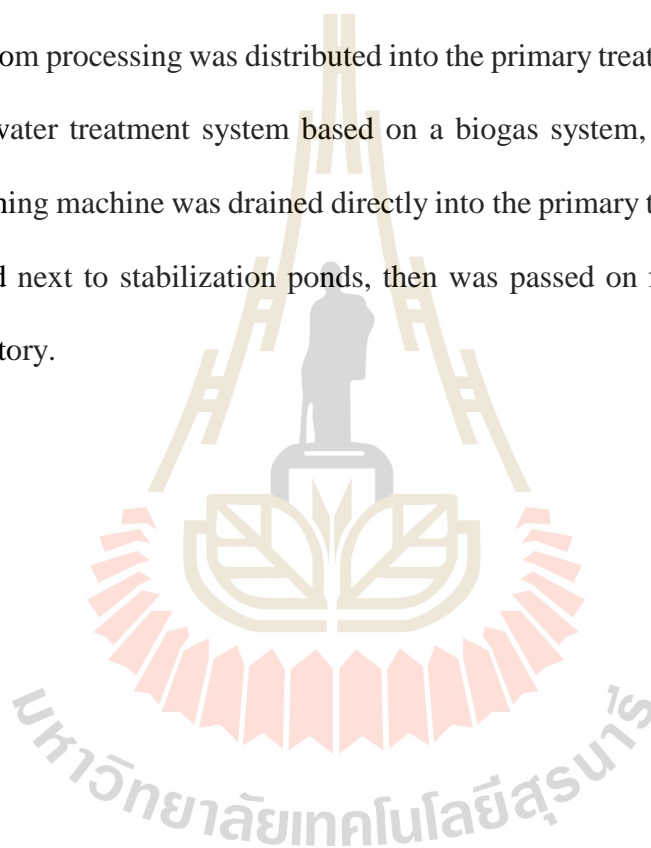 om processing was distributed into the primary treat
water treatment system based on a biogas system,
ning machine was drained directly into the primary t
next to stabilization ponds, then was passed on
tory.
มหาวิทยาลัยเทคโนโลยีสุรนารี